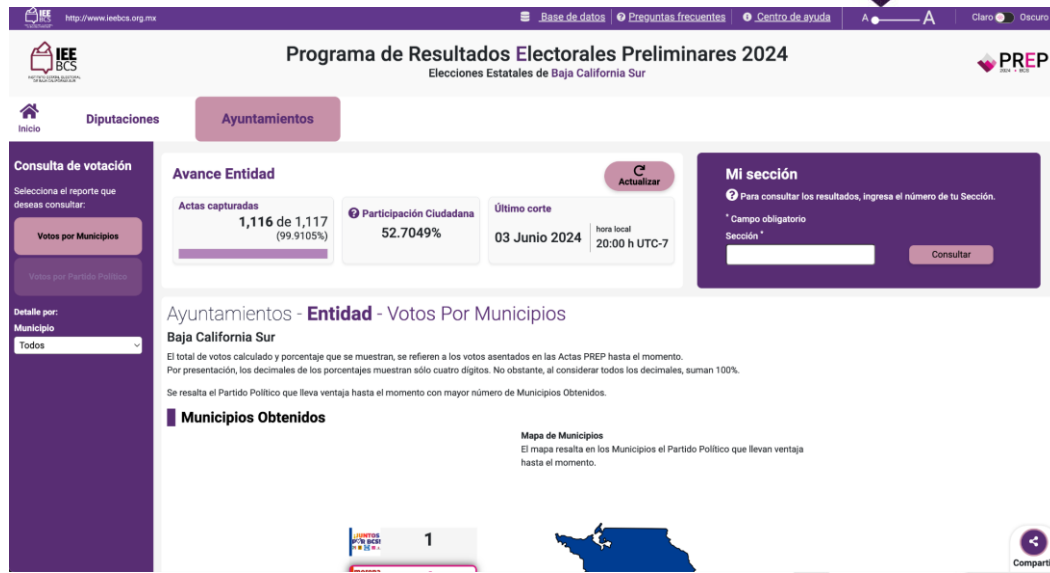 IEE
BCS
http://www.ieebcs.org.mx
Base de datos
Preguntas frecuentes
Centro de ayuda
A
A
Claro
Oscuro
IEE
BCS
Programa de Resultados Electorales Preliminares 2024
Elecciones Estatales de Baja California Sur
PREP
Inicio
Diputaciones
Ayuntamientos
Consulta de votación
Selecciona el reporte que
deseas consultar:
Votos por Municipios
Votos por Partido Político
Detalle por:
Municipio
Todos
Avance Entidad
Actualizar
Actas capturadas
1,116 de 1,117
(99.9105%)
Participación Ciudadana
52.7049%
Último corte
03 Junio 2024
hora local
20:00 h UTC-7
Mi sección
Para consultar los resultados, ingresa el número de tu Sección.
* Campo obligatorio
Sección *
Consultar
Ayuntamientos - Entidad - Votos Por Municipios
Baja California Sur
El total de votos calculado y porcentaje que se muestran, se refieren a los votos asentados en las Actas PREP hasta el momento.
Por presentación, los decimales de los porcentajes muestran sólo cuatro dígitos. No obstante, al considerar todos los decimales, suman 100%.
Se resalta el Partido Político que lleva ventaja hasta el momento con mayor número de Municipios Obtenidos.
Municipios Obtenidos
Mapa de Municipios
El mapa resalta en los Municipios el Partido Político que llevan ventaja
hasta el momento.
JUNTOS
POR BCS!
1
morena
Comparti